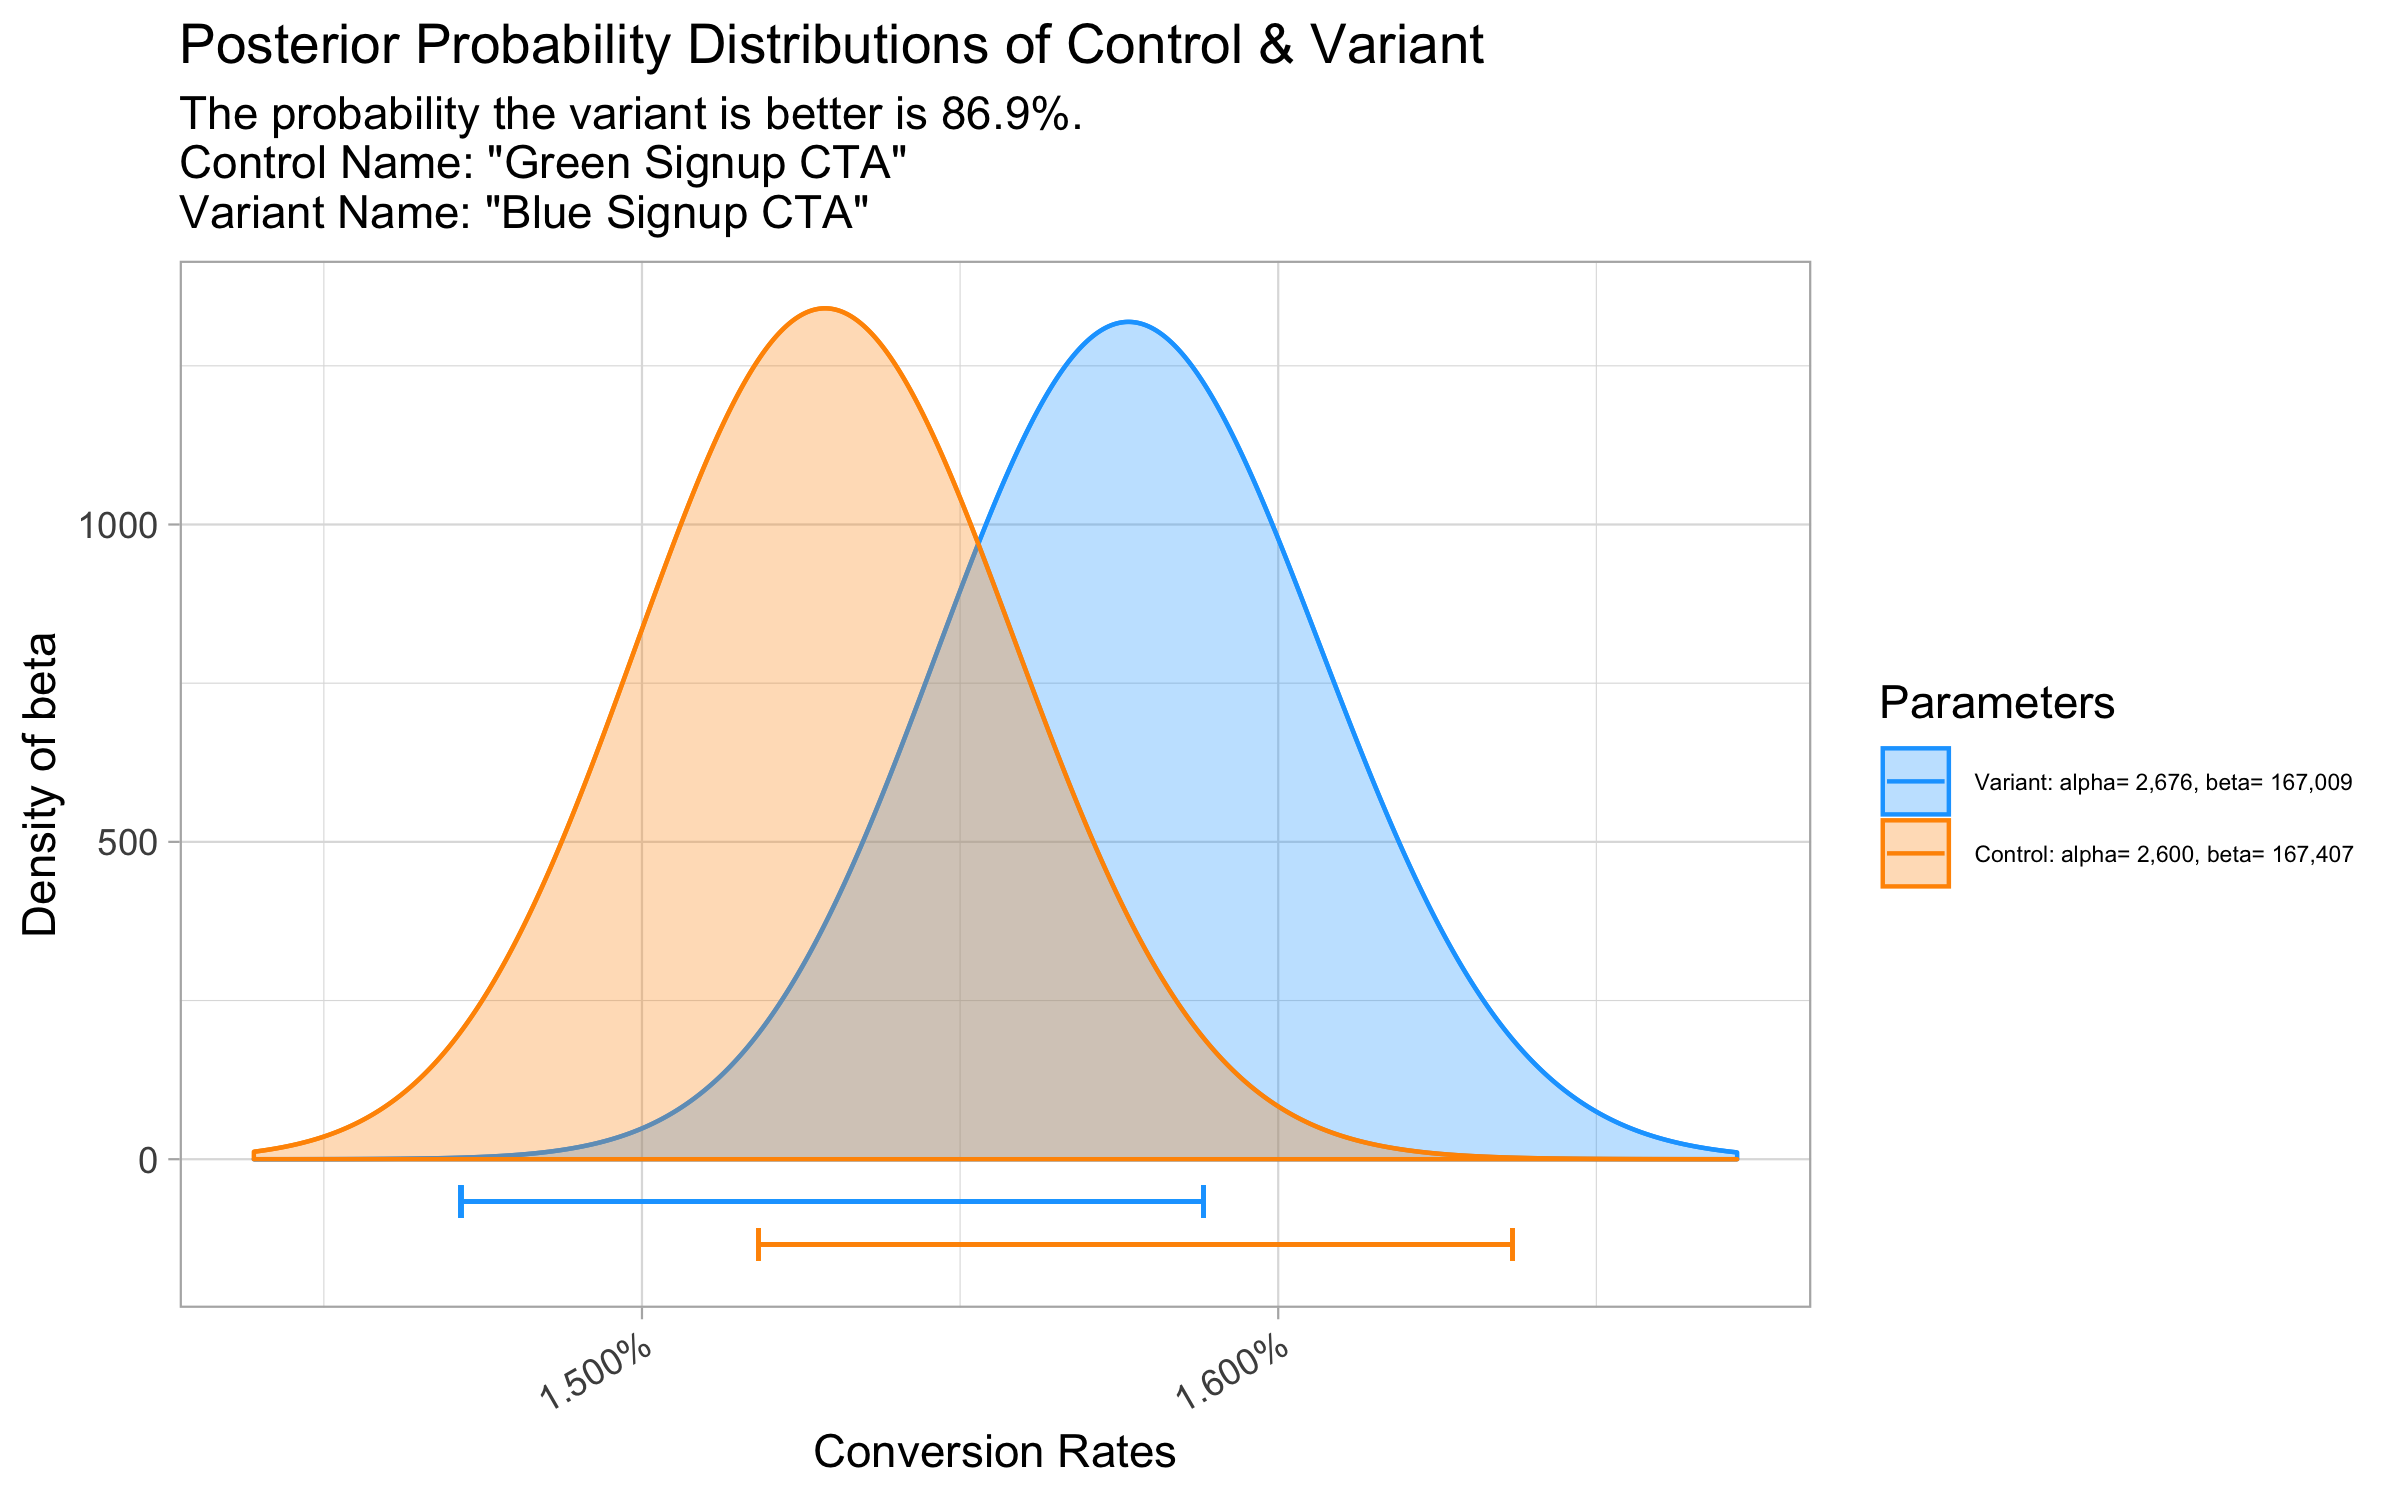 Posterior Probability Distributions of Control & Variant
The probability the variant is better is 86.9%.
Control Name: "Green Signup CTA"
Variant Name: "Blue Signup CTA"
Density of beta
1000
500
0
1.500%
1.600%
Conversion Rates
Parameters
Variant: alpha= 2,676, beta= 167,009
Control: alpha= 2,600, beta= 167,407